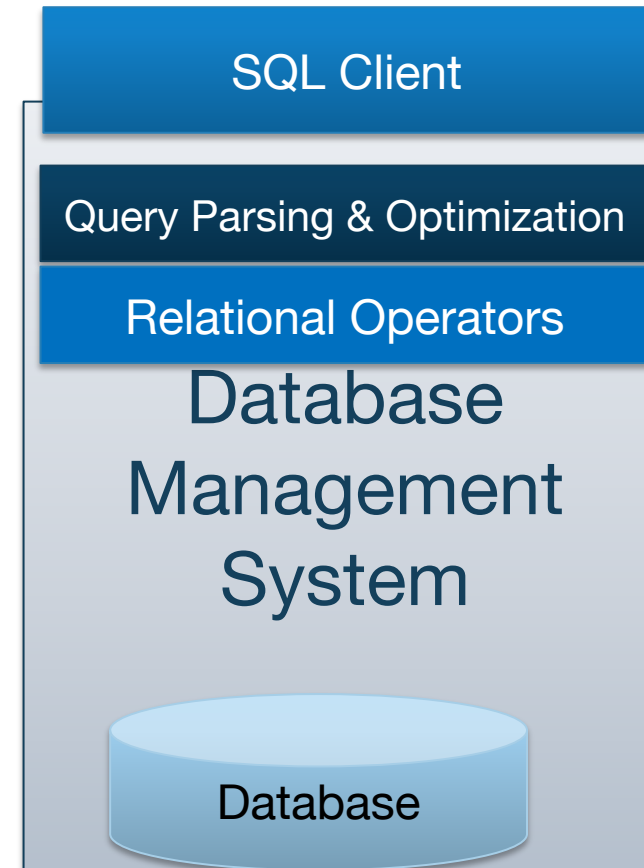 SQL Client
Query Parsing & Optimization
Relational Operators
Database
Management
System
Database